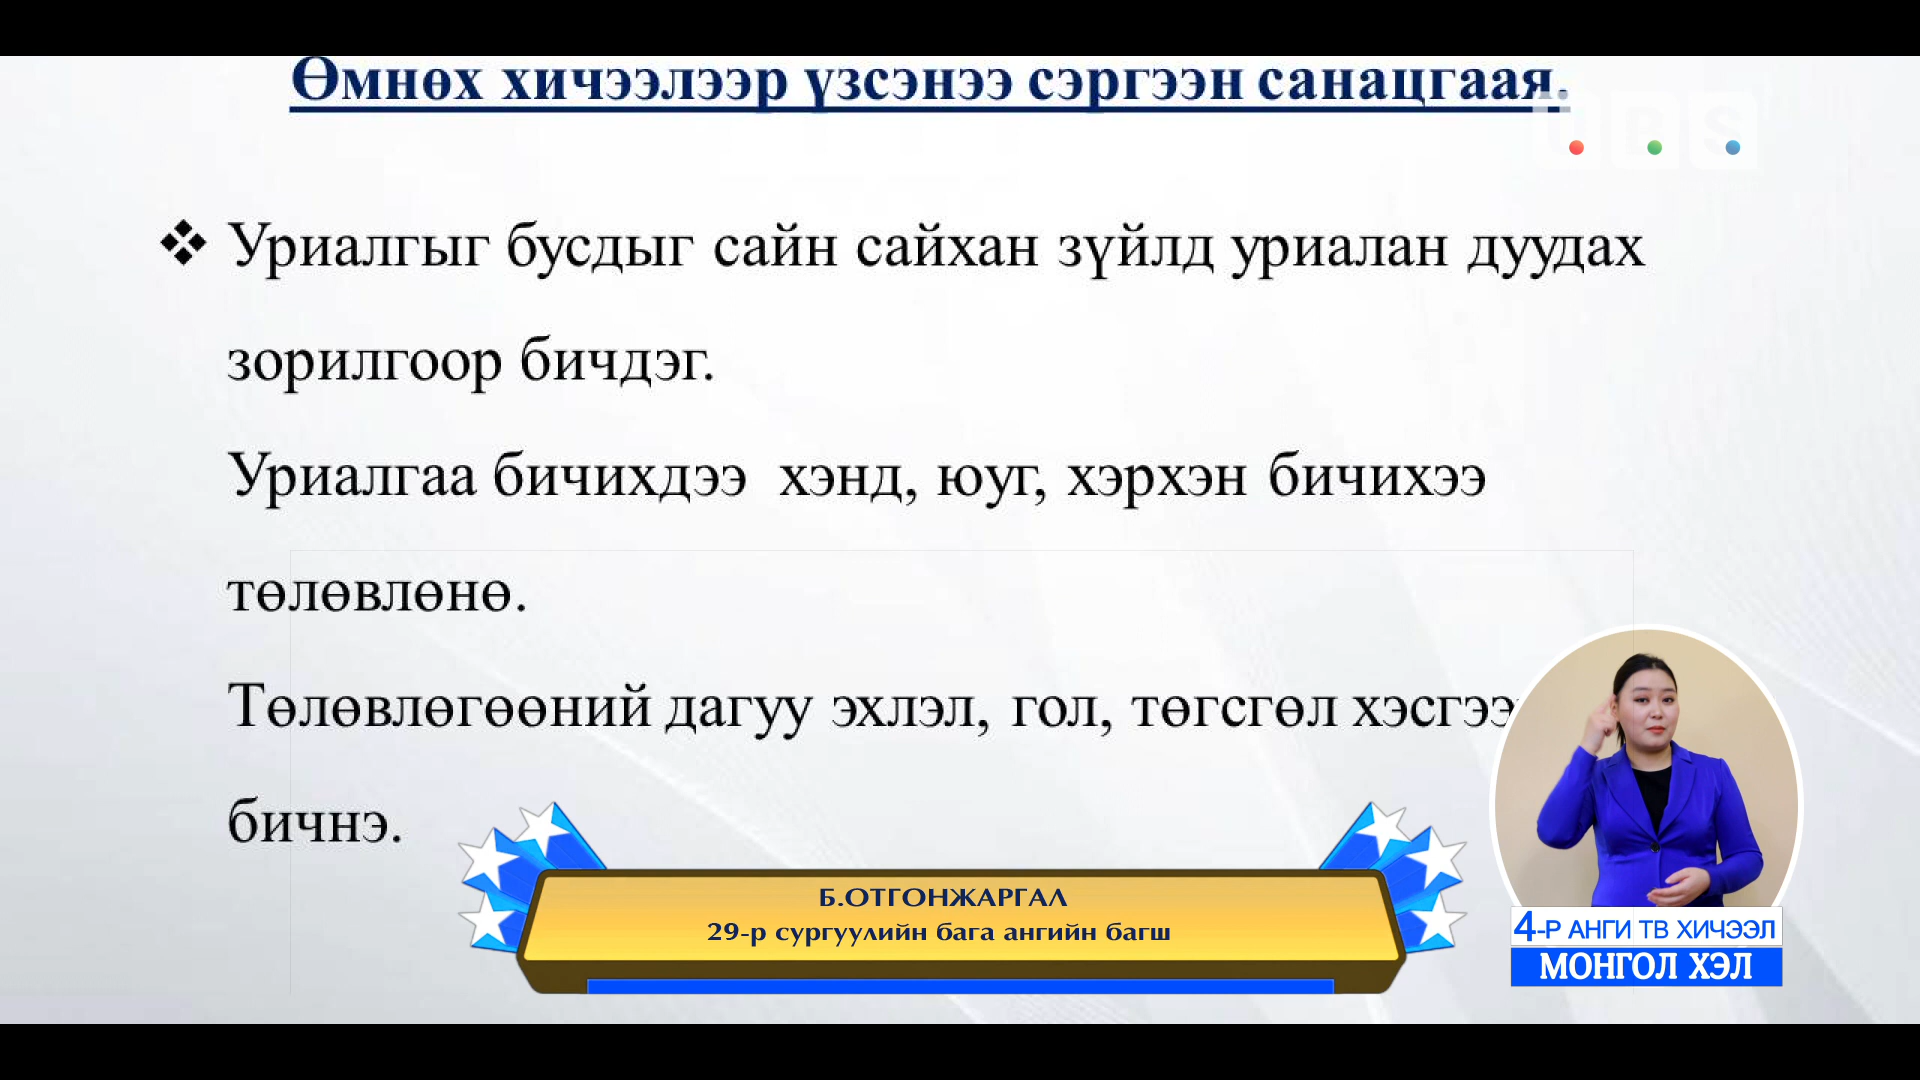 Өмнөх хичээлээр үзсэнээ сэргээн санацгаая.
❖ Уриалгыг бусдыг сайн сайхан зүйлд уриалан дуудах
зорилгоор бичдэг.
Уриалгаа бичихдээ хэнд, юуг, хэрхэн бичихээ
төлөвлөнө.
Төлөвлөгөөний дагуу эхлэл, гол, төгсгөл
бичнэ.
Б.ОТГОНЖАРГАЛ
29-р сургуулийн бага ангийн багш
4-Р АНГИ ТВ ХИЧЭЭЛ
МОНГОЛ ХЭЛ